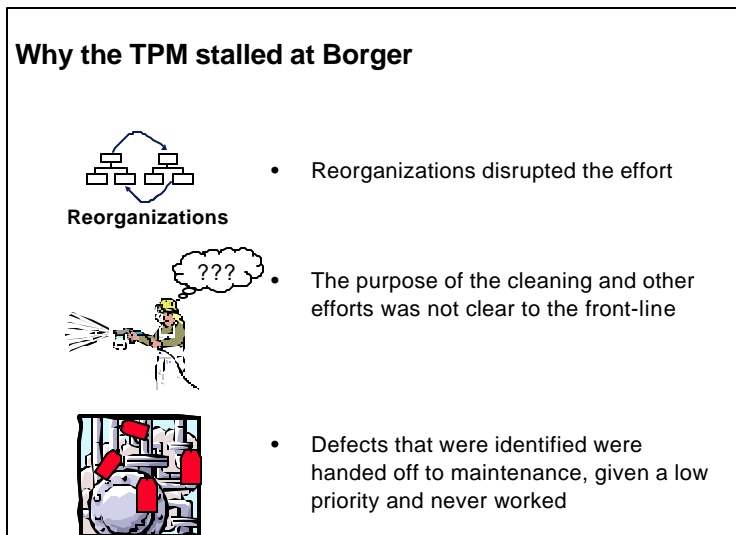 Why the TPM stalled at Borger
Reorganizations
• Reorganizations disrupted the effort
???
• The purpose of the cleaning and other
efforts was not clear to the front-line
• Defects that were identified were
handed off to maintenance, given a low
priority and never worked